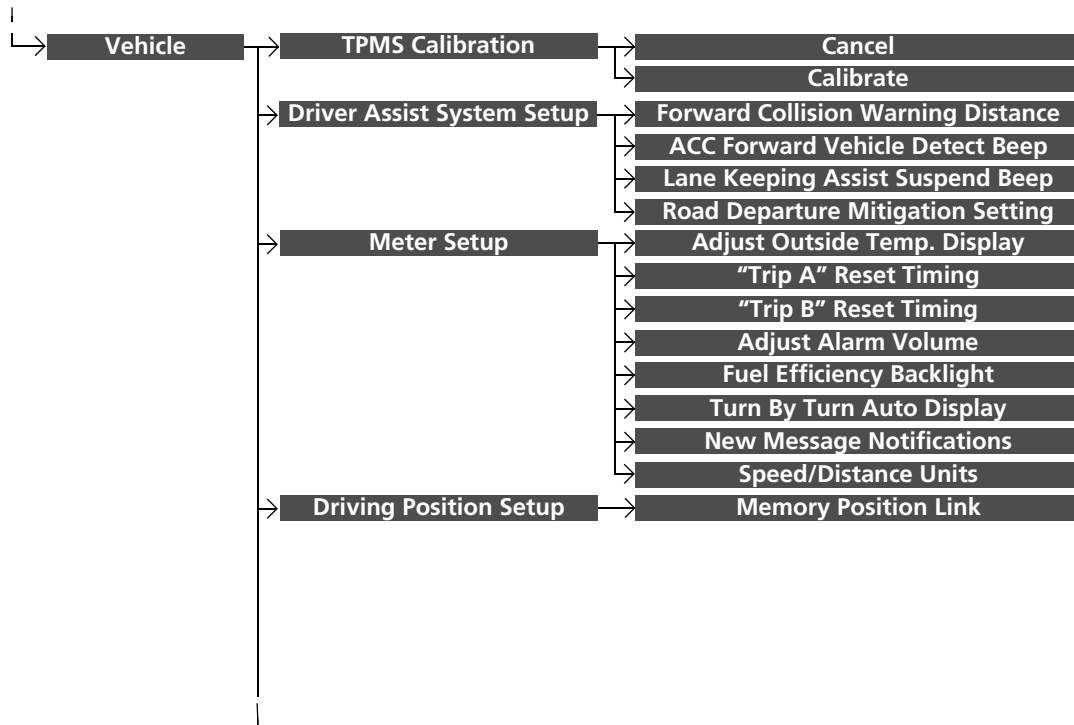 Vehicle
TPMS Calibration
Cancel
Calibrate
Driver Assist System Setup
Forward Collision Warning Distance
ACC Forward Vehicle Detect Beep
Lane Keeping Assist Suspend Beep
Road Departure Mitigation Setting
Meter Setup
Adjust Outside Temp. Display
“Trip A” Reset Timing
“Trip B” Reset Timing
Adjust Alarm Volume
Fuel Efficiency Backlight
Turn By Turn Auto Display
New Message Notifications
Speed/Distance Units
Driving Position Setup
Memory Position Link